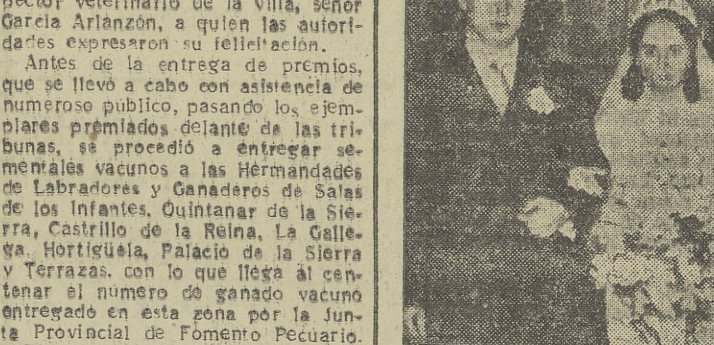 pector veterinario de la villa, señor
García Arlanzón, a quien las autori-
dades expresaron su felicitación.
Antes de la entrega de premios,
que se llevó a cabo con asistencia de
numeroso público, pasando los ejem-
plares premiados delante de las tri-
bunas, se procedió a entregar se-
mentales vacunos a las Hermandades
de Labradores y Ganaderos de Salas
de los Infantes, Quintanar de la Sie-
rra, Castrillo de la Reina, La Galle-
ga, Hortigüela, Palacio de la Sierra
y Terrazas, con lo que llega al cen-
tenar el número de ganado vacuno
entregado en esta zona por la Jun-
ta Provincial de Fomento Pecuario.